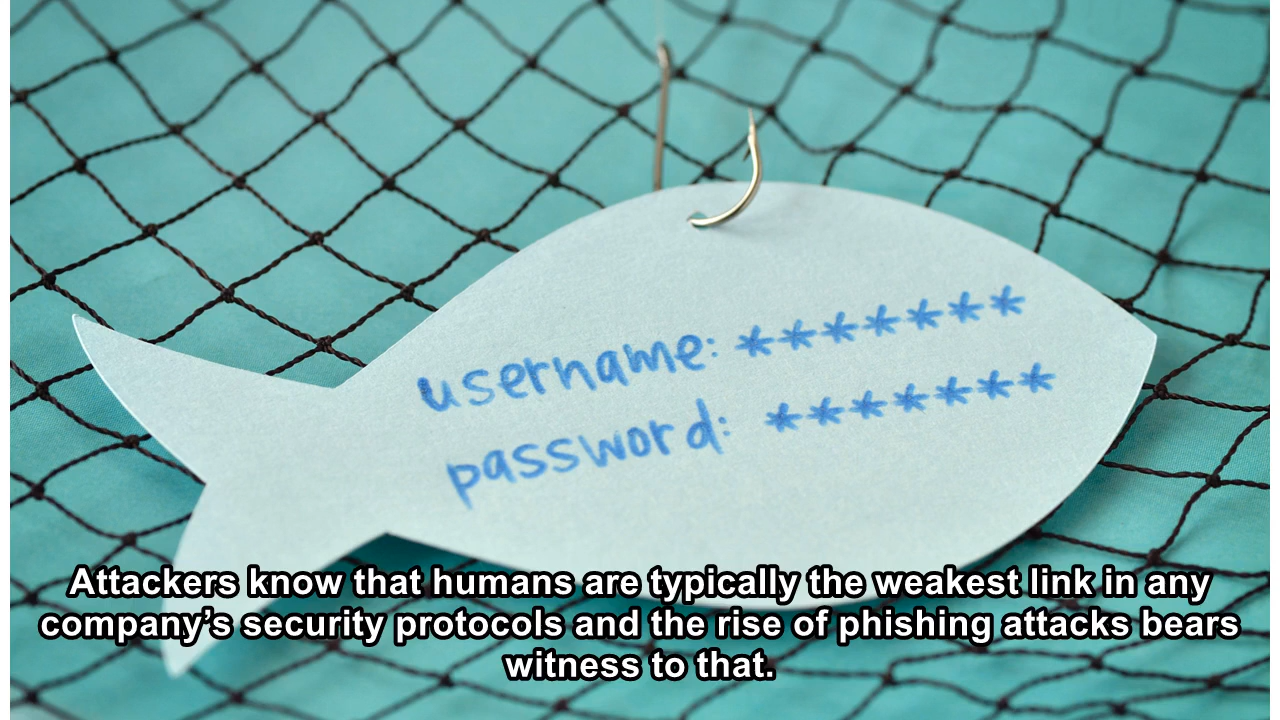 username: *******
password: *******
Attackers know that humans are typically the weakest link in any
company’s security protocols and the rise of phishing attacks bears
witness to that.